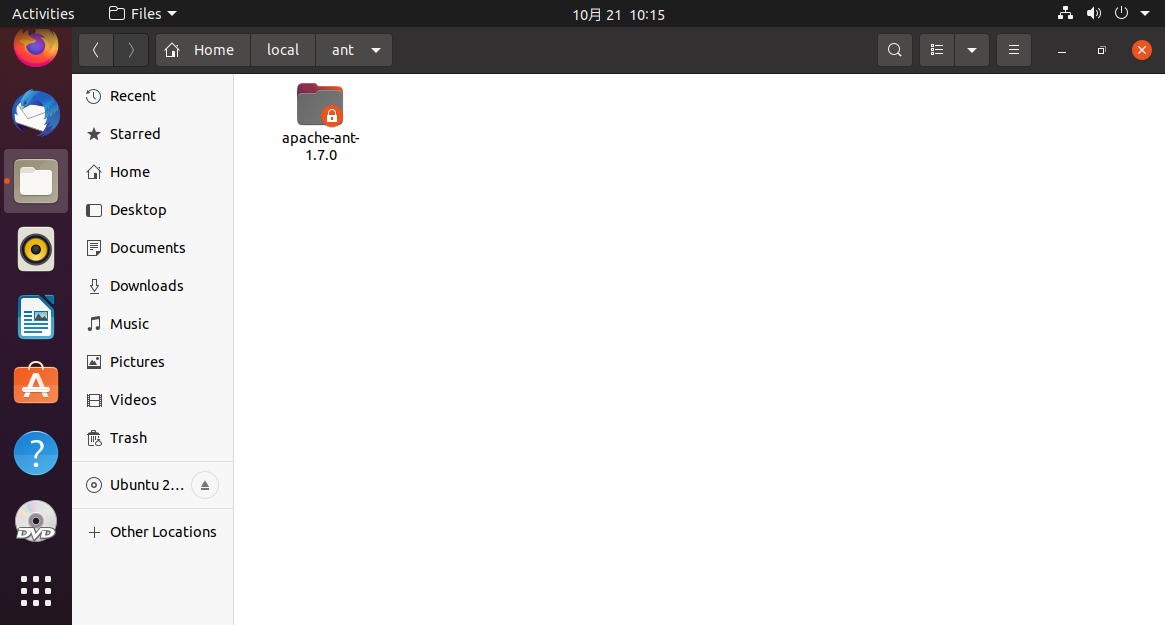 Activities
Files
10月 21 10:15
Home
local
ant
Recent
Starred
Home
Desktop
Documents
Downloads
Music
Pictures
Videos
Trash
Ubuntu 2...
Other Locations
apache-ant-
1.7.0
DVD